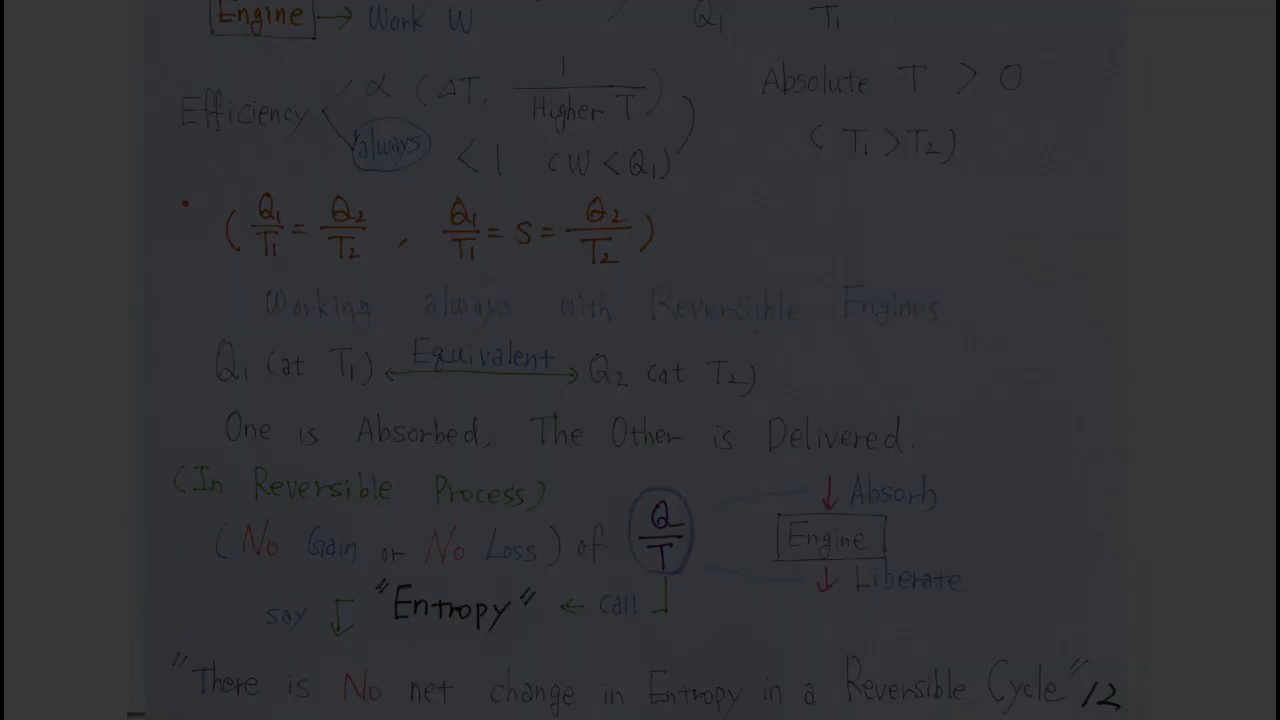 Engine → Work W Q₁ T₁
Efficiency < ∝ (ΔT, 1/Higher T) Absolute T > 0
"always" < 1 (W < Q₁) (T₁ > T₂)
• (Q₁/T₁ = Q₂/T₂, Q₁/T₁ = S = Q₂/T₂)
Working always with Reversible Engines.
Q₁ (at T₁) ←Equivalent→ Q₂ (at T₂)
One is Absorbed, The Other is Delivered.
(In Reversible Process) ↓ Absorb
(No Gain or No Loss) of Q/T Engine
↓ Liberate
say ↓ "Entropy" ← call
"There is No net change in Entropy in a Reversible Cycle" 12